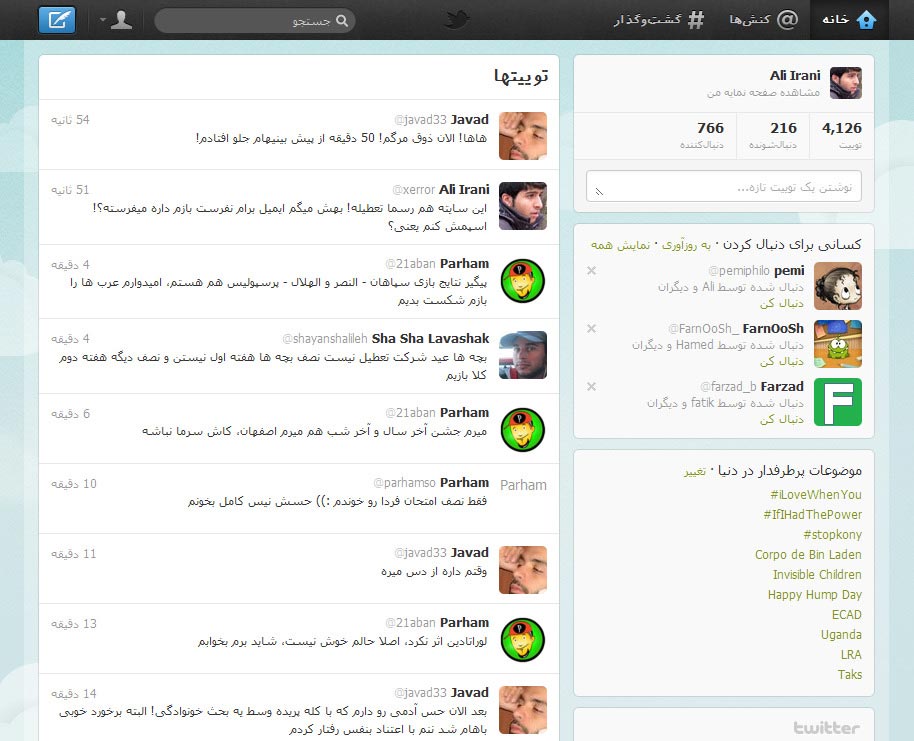 خانه
@ کنش‌ها
# گشت‌وگذار
جستجو
Ali Irani
مشاهده صفحه نمایه من
4,126
توییت
216
دنبال‌شونده
766
دنبال‌کننده
نوشتن یک توییت تازه...
کسانی برای دنبال کردن · به روزآوری · نمایش همه
pemi @pemiphilo
دنبال شده توسط Ali و دیگران
دنبال کن
FarnOoSh @FarnOoSh_
دنبال شده توسط Hamed و دیگران
دنبال کن
Farzad @farzad_b
دنبال شده توسط fatik و دیگران
دنبال کن
موضوعات پرطرفدار در دنیا · تغییر
#iLoveWhenYou
#IfIHadThePower
#stopkony
Corpo de Bin Laden
Invisible Children
Happy Hump Day
ECAD
Uganda
LRA
Taks
twitter
توییتها
Javad @javad33 54 ثانیه
هاها! الان ذوق مرگم! 50 دقیقه از پیش بینیهام جلو افتادم!
Ali Irani @xerror 51 ثانیه
این سایته هم رسما تعطیله! بهش میگم ایمیل برام نفرست بازم داره میفرسته؟!
اسپمش کنم یعنی؟
Parham @21aban 4 دقیقه
پیگیر نتایج بازی سپاهان - النصر و الهلال - پرسپولیس هم هستم، امیدوارم عرب ها را
بازم شکست بدیم
Sha Sha Lavashak @shayanshalileh 4 دقیقه
بچه ها عید شرکت تعطیل نیست نصف بچه ها هفته اول نیستن و نصف دیگه هفته دوم
کلا بازیم
Parham @21aban 6 دقیقه
میرم جشن آخر سال و آخر شب هم میرم اصفهان، کاش سرما نباشه
Parham
Parham @parhamso 10 دقیقه
فقط نصف امتحان فردا رو خوندم :)) حسش نیس کامل بخونم
Javad @javad33 11 دقیقه
وقتم داره از دس میره
Parham @21aban 13 دقیقه
لوراتادین اثر نکرد، اصلا حالم خوش نیست، شاید برم بخوابم
Javad @javad33 14 دقیقه
بعد الان حس آدمی رو دارم که با کله پریده وسط یه بحث خونوادگی! البته برخورد خوبی
باهام شد ننم با اعتناد بنفس رفتار کردم